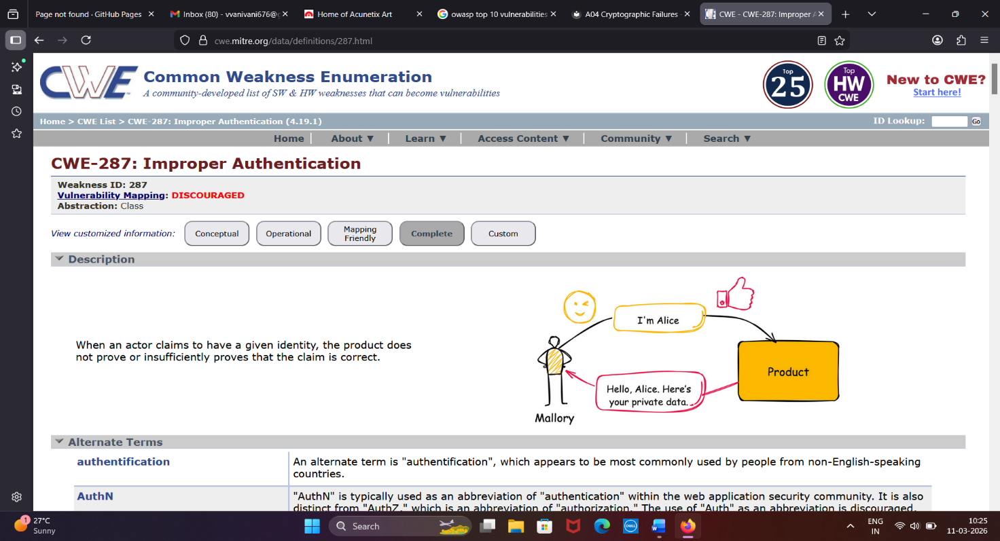 Page not found · GitHub Pages
Inbox (80) - vvanivani676@g
Home of Acunetix Art
owasp top 10 vulnerabilities
A04 Cryptographic Failures -
CWE - CWE-287: Improper A
cwe.mitre.org/data/definitions/287.html
CWE
Common Weakness Enumeration
A community-developed list of SW & HW weaknesses that can become vulnerabilities
Top
25
Top
HW
CWE
New to CWE?
Start here!
Home > CWE List > CWE-287: Improper Authentication (4.19.1)
ID Lookup:
Go
Home
About ▼
Learn ▼
Access Content ▼
Community ▼
Search ▼
CWE-287: Improper Authentication
Weakness ID: 287
Vulnerability Mapping: DISCOURAGED
Abstraction: Class
View customized information:
Conceptual
Operational
Mapping
Friendly
Complete
Custom
Description
When an actor claims to have a given identity, the product does
not prove or insufficiently proves that the claim is correct.
I'm Alice
Product
Hello, Alice. Here's
your private data.
Mallory
Alternate Terms
authentification
An alternate term is "authentification", which appears to be most commonly used by people from non-English-speaking
countries.
AuthN
"AuthN" is typically used as an abbreviation of "authentication" within the web application security community. It is also
distinct from "AuthZ," which is an abbreviation of "authorization." The use of "Auth" as an abbreviation is discouraged,
1
27°C
Sunny
Search
DELL
W
ENG
IN
10:25
11-03-2026